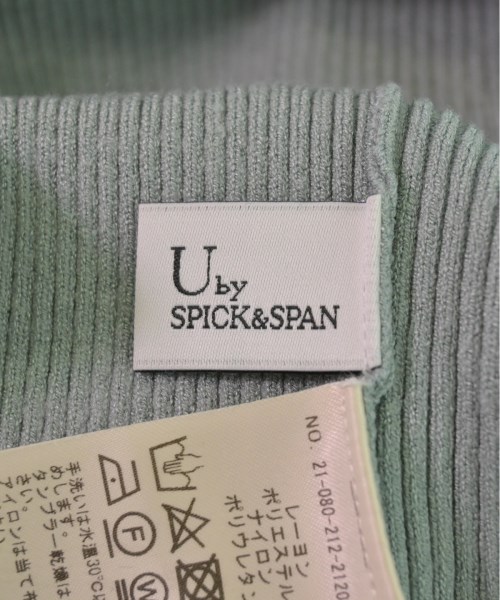 U by
SPICK&SPAN
NO. 21-080-212-2120
レーヨン
ポリエステル
ナイロン
ポリウレタン
F
W
手洗いは水温30℃
めします。
タンブラー乾燥は
さい。
アイロンは当て布